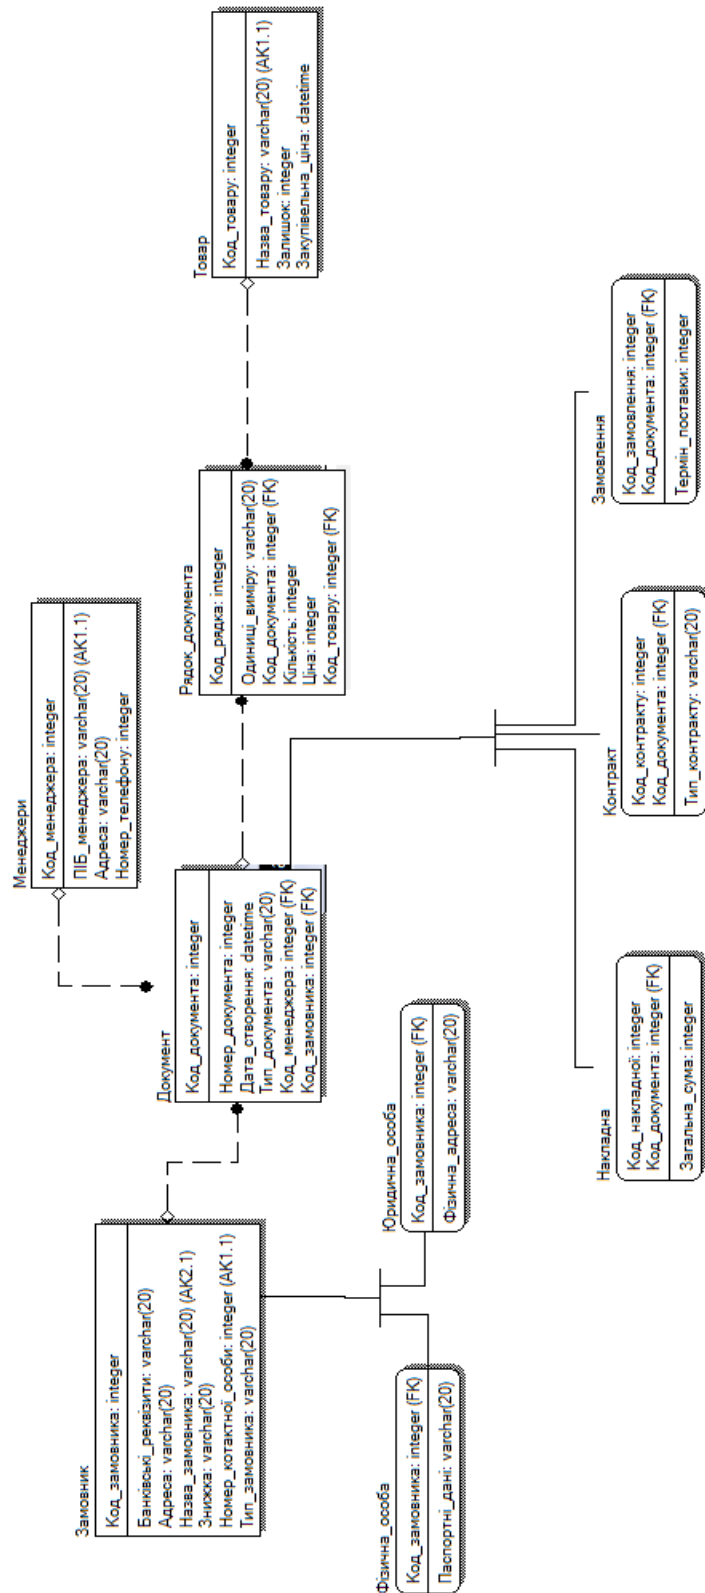 Замовник
Код_замовника: integer
Банківські_реквізити: varchar(20)
Адреса: varchar(20)
Назва_замовника: varchar(20) (AK2.1)
Знижка: varchar(20)
Номер_котактної_особи: integer (AK1.1)
Тип_замовника: varchar(20)
Фізична_особа
Код_замовника: integer (FK)
Паспортні_дані: varchar(20)
Юридична_особа
Код_замовника: integer (FK)
Фізична_адреса: varchar(20)
Менеджери
Код_менеджера: integer
ПІБ_менеджера: varchar(20) (AK1.1)
Адреса: varchar(20)
Номер_телефону: integer
Документ
Код_документа: integer
Номер_документа: integer
Дата_створення: datetime
Тип_документа: varchar(20)
Код_менеджера: integer (FK)
Код_замовника: integer (FK)
Рядок_документа
Код_рядка: integer
Одиниці_виміру: varchar(20)
Код_документа: integer (FK)
Кількість: integer
Ціна: integer
Код_товару: integer (FK)
Товар
Код_товару: integer
Назва_товару: varchar(20) (AK1.1)
Залишок: integer
Закупівельна_ціна: datetime
Накладна
Код_накладної: integer
Код_документа: integer (FK)
Загальна_сума: integer
Контракт
Код_контракту: integer
Код_документа: integer (FK)
Тип_контракту: varchar(20)
Замовлення
Код_замовлення: integer
Код_документа: integer (FK)
Термін_поставки: integer